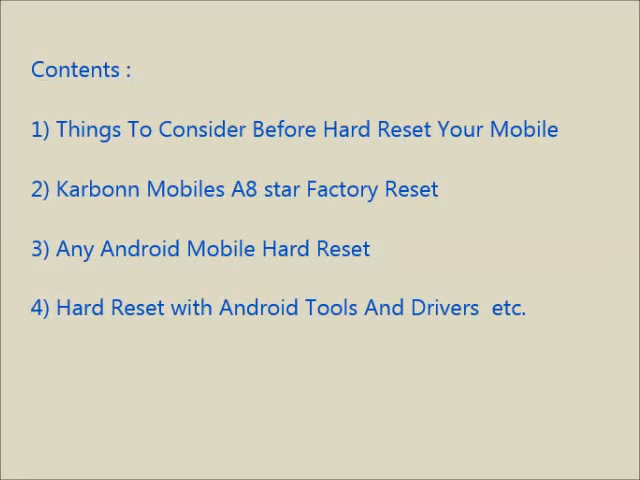 Contents :
1) Things To Consider Before Hard Reset Your Mobile
2) Karbonn Mobiles A8 star Factory Reset
3) Any Android Mobile Hard Reset
4) Hard Reset with Android Tools And Drivers  etc.